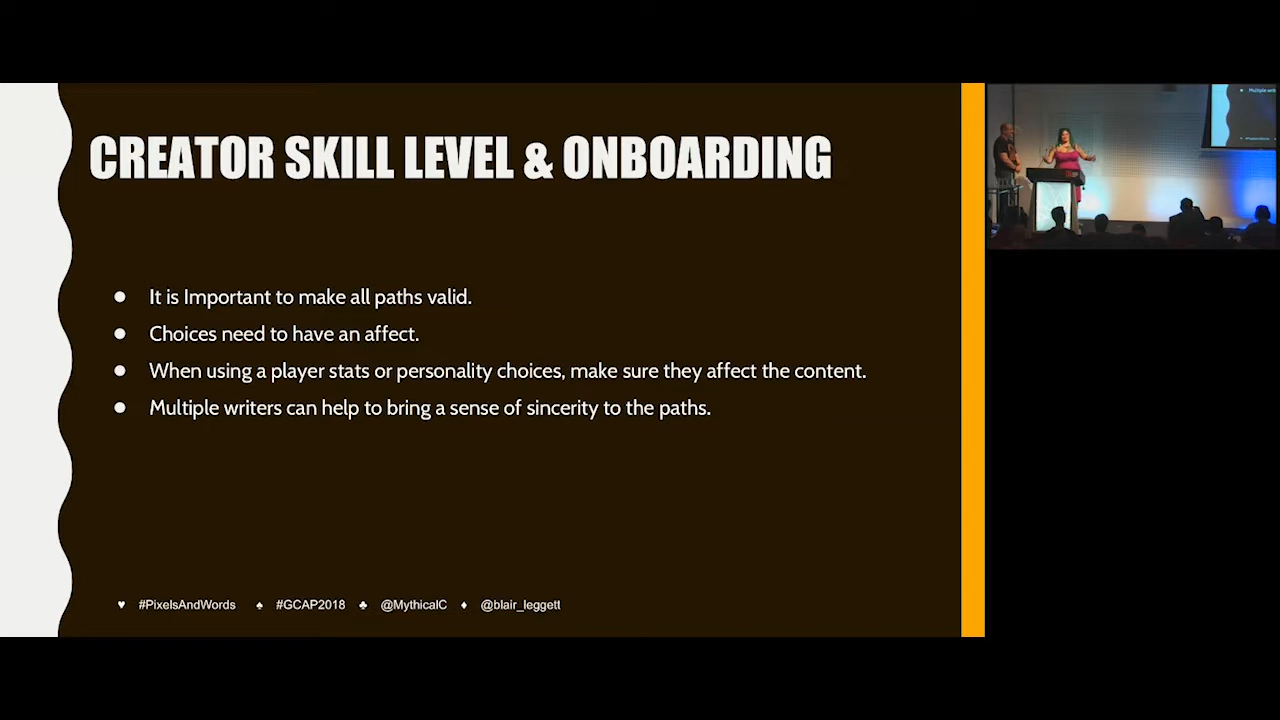 CREATOR SKILL LEVEL & ONBOARDING
● It is Important to make all paths valid.
● Choices need to have an affect.
● When using a player stats or personality choices, make sure they affect the content.
● Multiple writers can help to bring a sense of sincerity to the paths.
♥ #PixelsAndWords ♠ #GCAP2018 ♣ @MythicalC ♦ @blair_leggett
Multiple wri